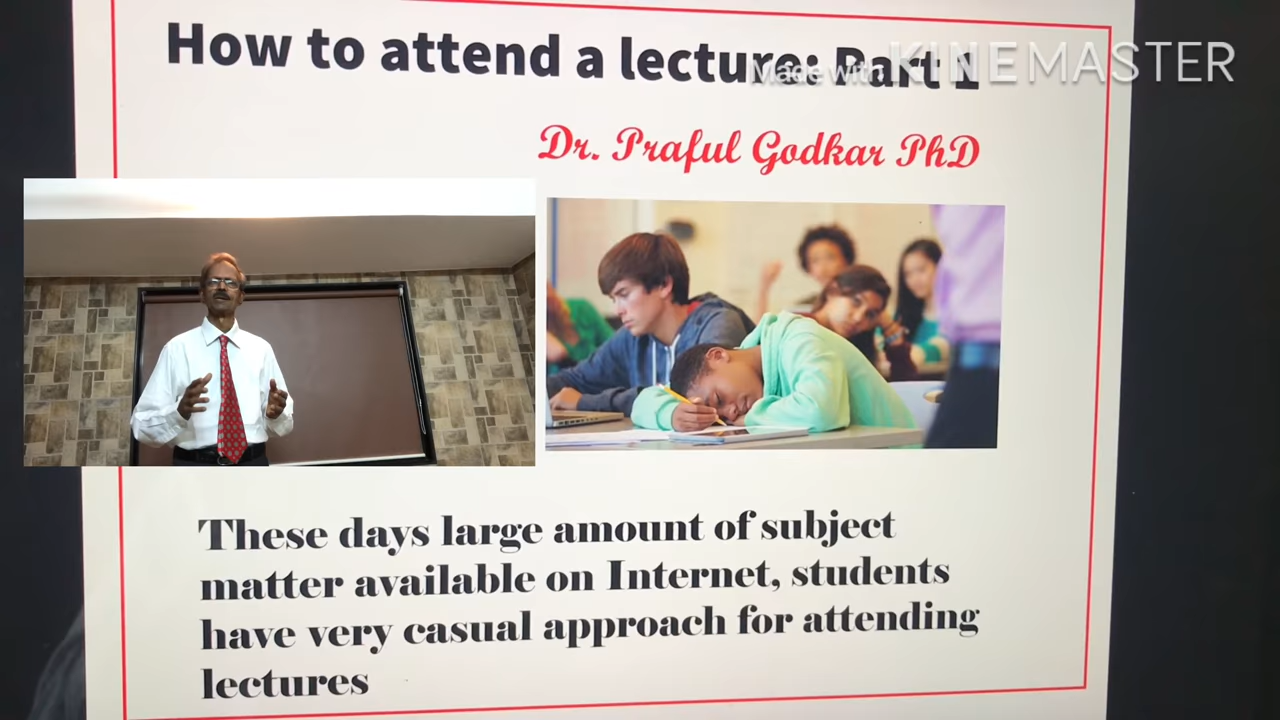 How to attend a lecture: Part 1
Made with KINEMASTER
Dr. Praful Godkar PhD
These days large amount of subject
matter available on Internet, students
have very casual approach for attending
lectures